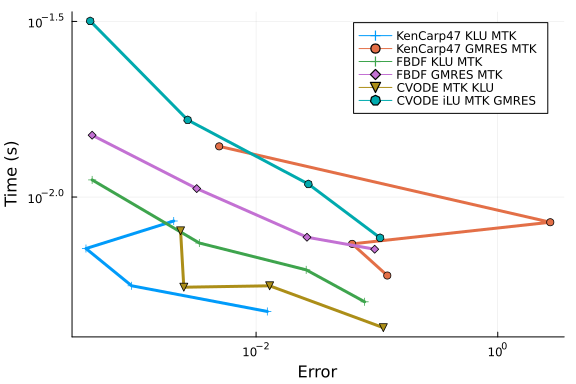 10^-1.5
KenCarp47 KLU MTK
KenCarp47 GMRES MTK
FBDF KLU MTK
FBDF GMRES MTK
CVODE MTK KLU
CVODE iLU MTK GMRES
Time (s)
10^-2.0
10^-2
10^0
Error